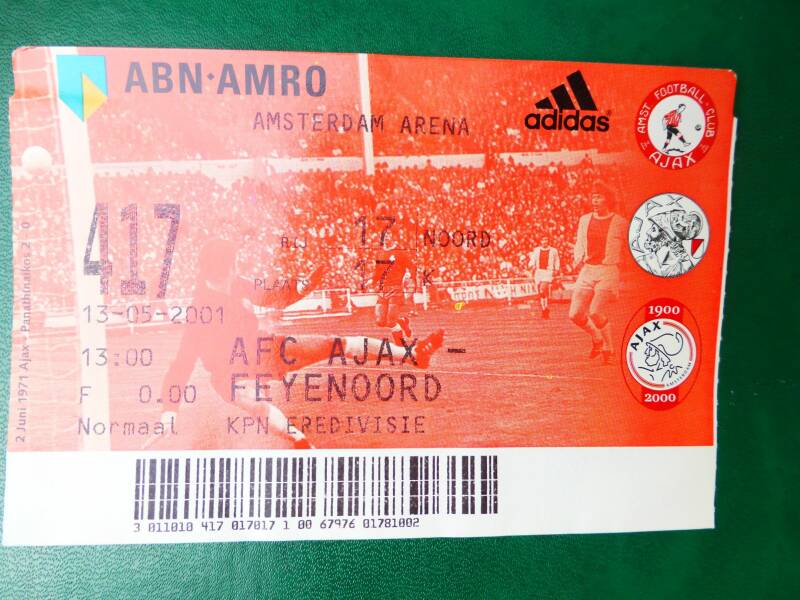 ABN·AMRO
AMSTERDAM ARENA
adidas
AMST FOOTBALL CLUB
AJAX
417
RIJ 17 NOORD
PLAATS 17 K
AJAX
13-05-2001
13:00 AFC AJAX -
F 0.00 FEYENOORD
Normaal KPN EREDIVISIE
1900
AJAX
AMSTERDAM
2000
2 Juni 1971 Ajax - Panathinaikos 2 - 0
3 011010 417 017017 1 00 67976 01781002